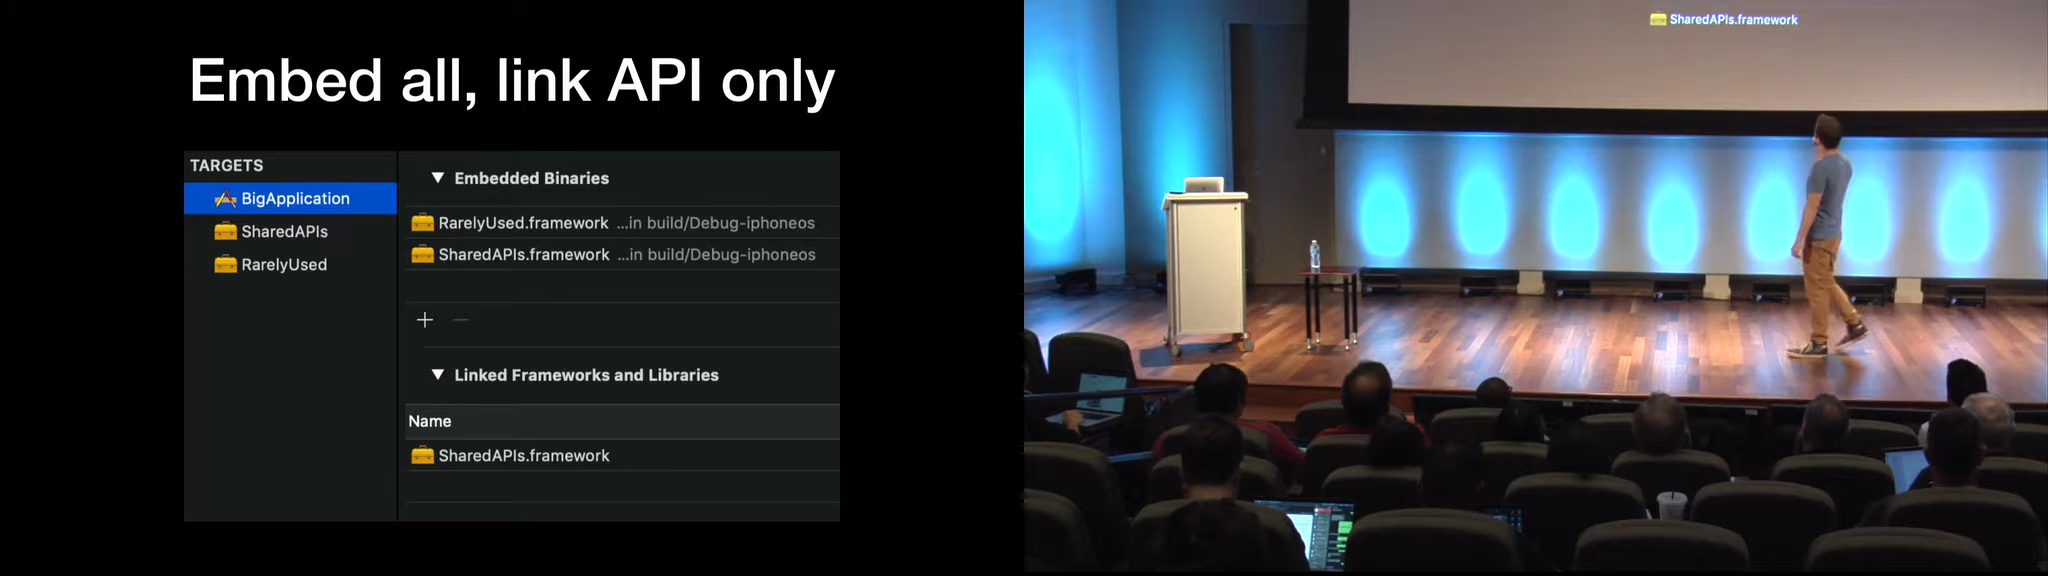 Embed all, link API only
TARGETS
BigApplication
SharedAPIs
RarelyUsed
Embedded Binaries
RarelyUsed.framework ...in build/Debug-iphoneos
SharedAPIs.framework ...in build/Debug-iphoneos
Linked Frameworks and Libraries
Name
SharedAPIs.framework
SharedAPIs.framework